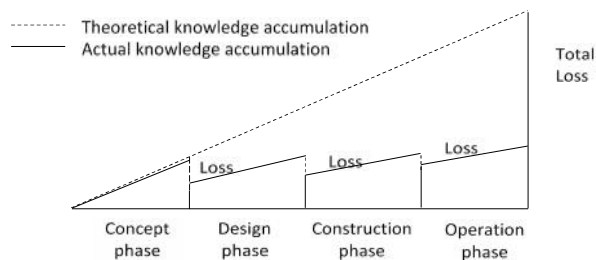 Theoretical knowledge accumulation
Actual knowledge accumulation
Total
Loss
Loss
Loss
Loss
Concept
phase
Design
phase
Construction
phase
Operation
phase